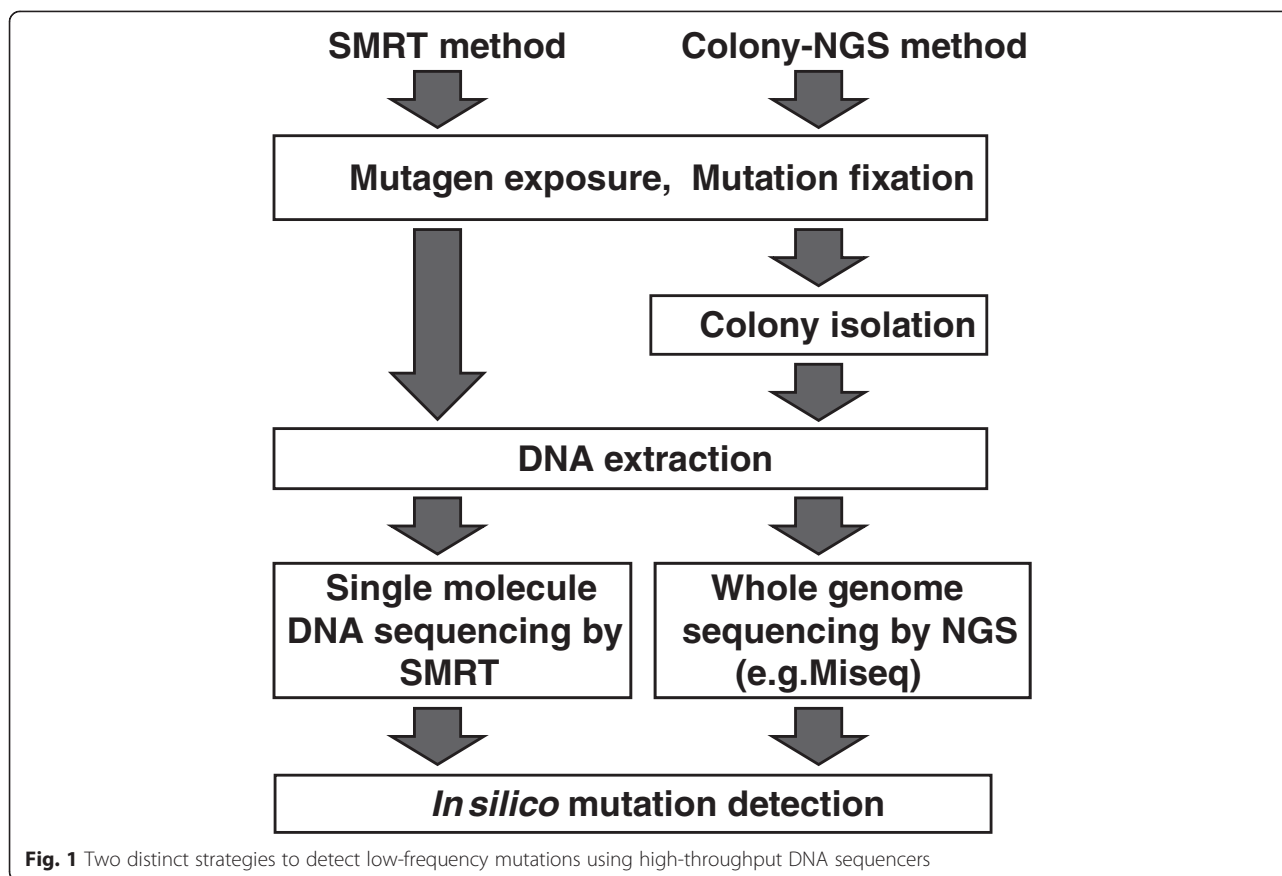 SMRT method
Colony-NGS method
Mutagen exposure, Mutation fixation
Colony isolation
DNA extraction
Single molecule
DNA sequencing by
SMRT
Whole genome
sequencing by NGS
(e.g.Miseq)
In silico mutation detection
Fig. 1 Two distinct strategies to detect low-frequency mutations using high-throughput DNA sequencers